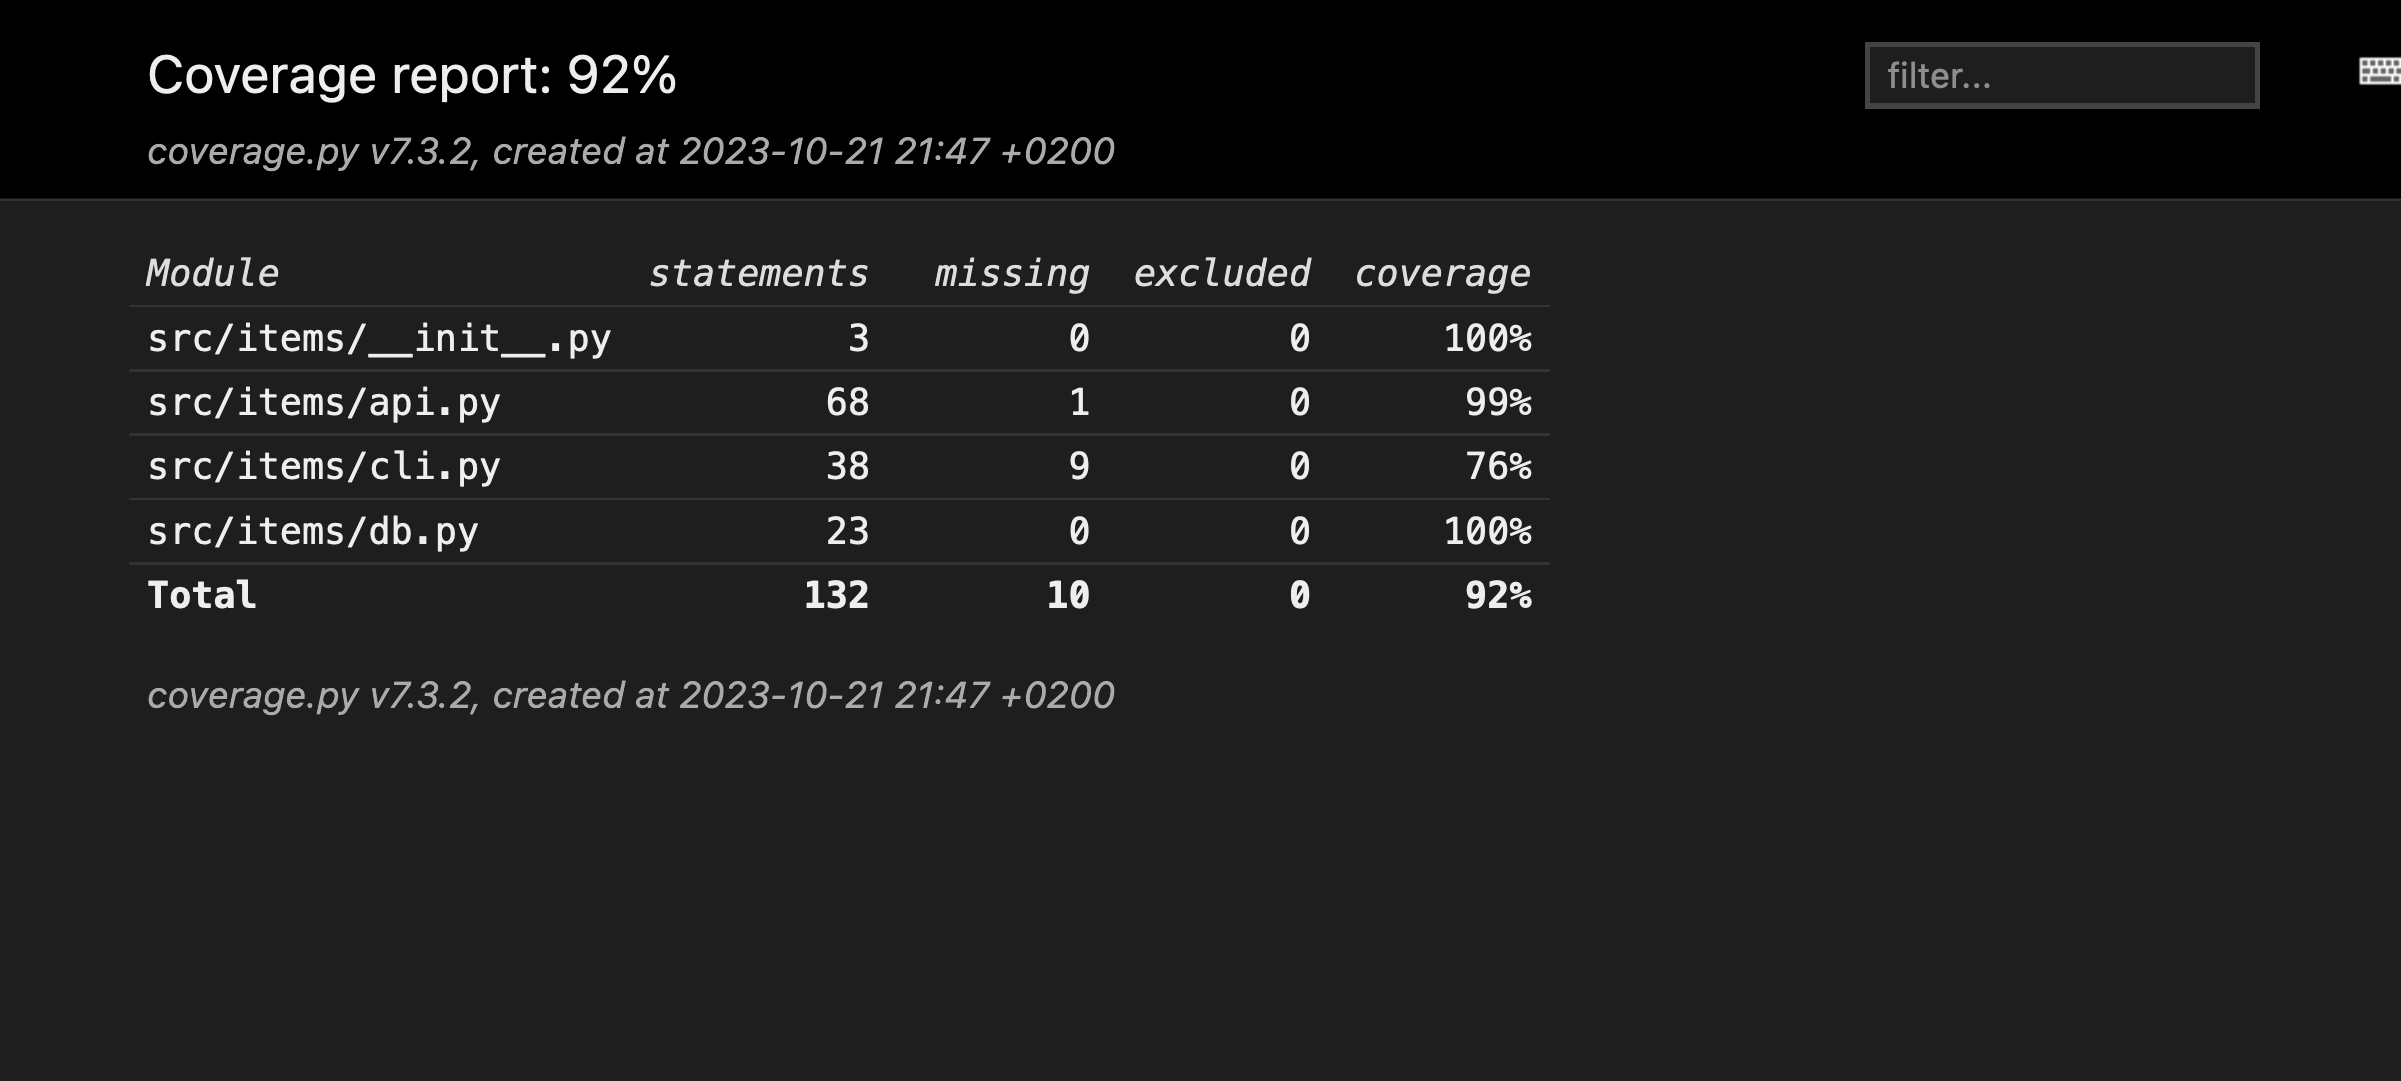 Coverage report: 92%
filter...
coverage.py v7.3.2, created at 2023-10-21 21:47 +0200
Module statements missing excluded coverage
src/items/__init__.py 3 0 0 100%
src/items/api.py 68 1 0 99%
src/items/cli.py 38 9 0 76%
src/items/db.py 23 0 0 100%
Total 132 10 0 92%
coverage.py v7.3.2, created at 2023-10-21 21:47 +0200